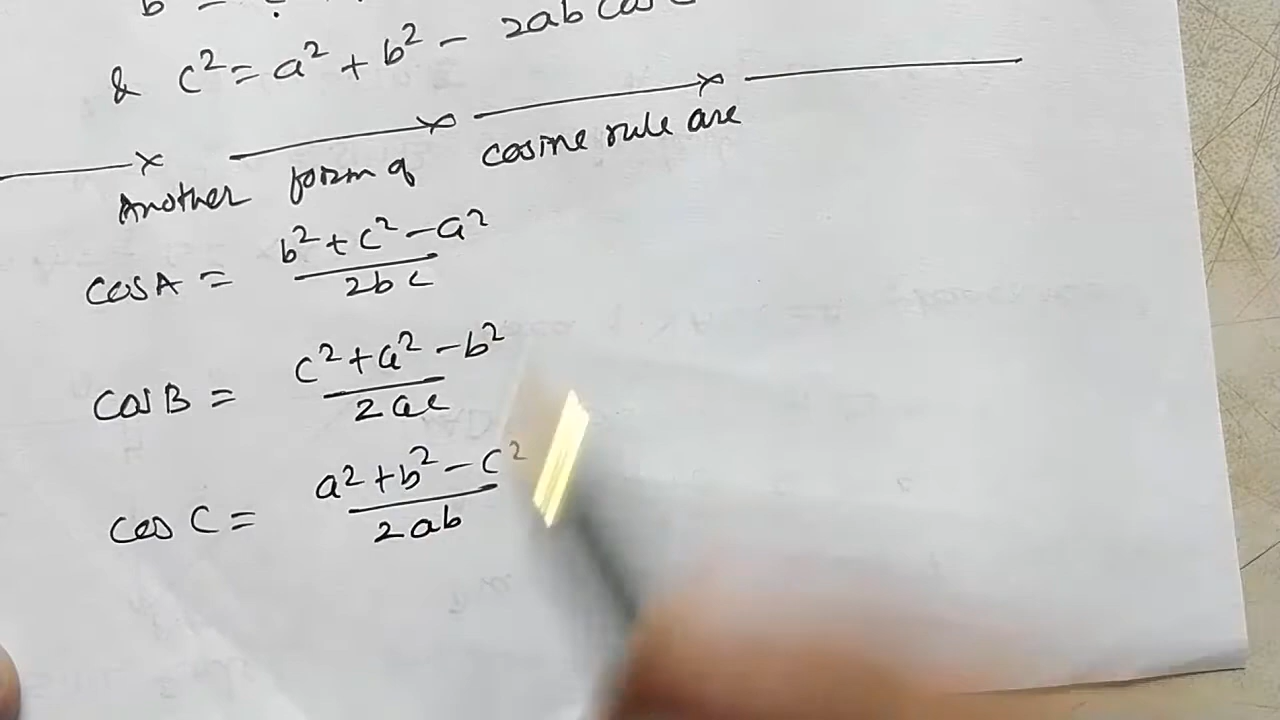 & c² = a² + b² − 2ab cos
Another form of cosine rule are
cos A = b² + c² − a² / 2bc
cos B = c² + a² − b² / 2ac
cos C = a² + b² − c² / 2ab